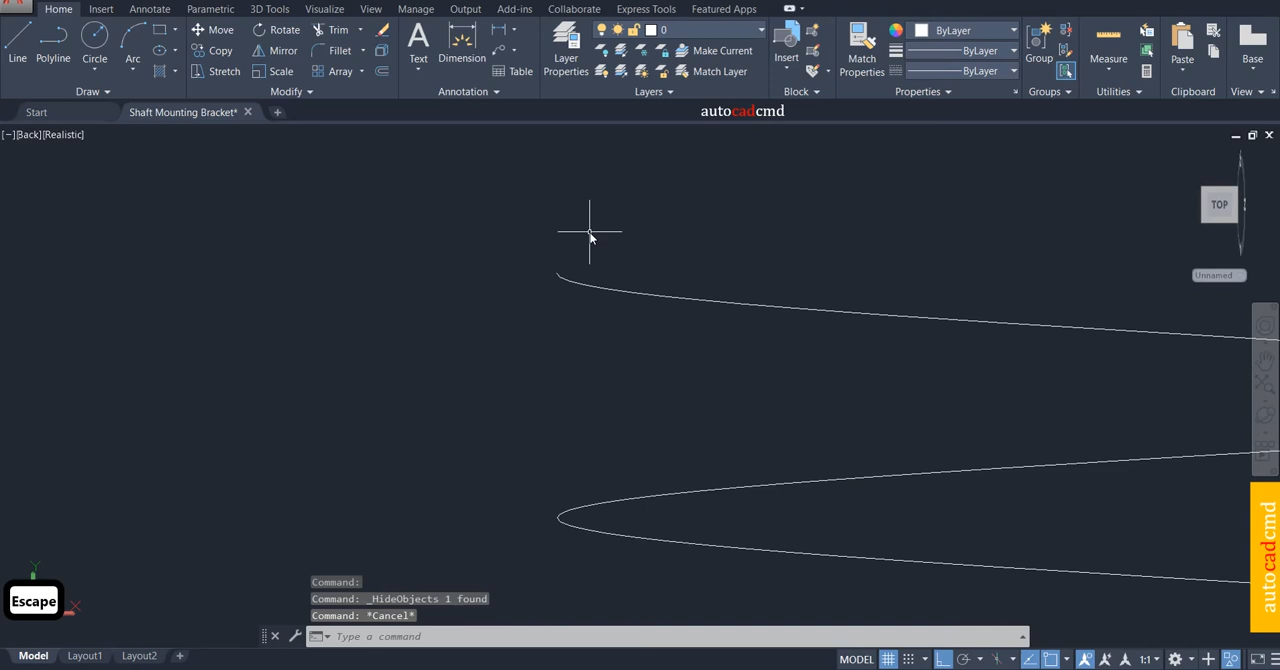 Home Insert Annotate Parametric 3D Tools Visualize View Manage Output Add-ins Collaborate Express Tools Featured Apps
Line Polyline Circle Arc
Move Rotate Trim
Copy Mirror Fillet
Stretch Scale Array
Text Dimension Table
Layer Properties
0
Make Current
Match Layer
Insert
Match Properties
ByLayer
ByLayer
ByLayer
Group
Measure
Paste
Base
Draw Modify Annotation Layers Block Properties Groups Utilities Clipboard View
Start Shaft Mounting Bracket*
autocadcmd
[−][Back][Realistic]
TOP
Unnamed
autocadcmd
Escape
Y
X
Command:
Command: _HideObjects 1 found
Command: *Cancel*
Type a command
Model Layout1 Layout2
MODEL 1:1